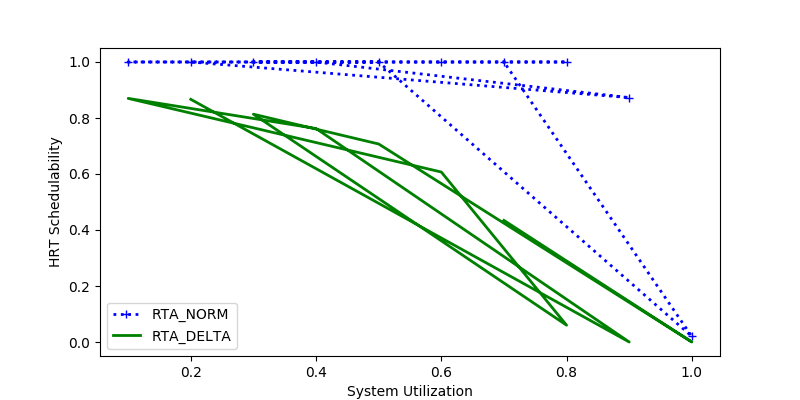 1.0
0.8
0.6
0.4
0.2
0.0
HRT Schedulability
RTA_NORM
RTA_DELTA
0.2 0.4 0.6 0.8 1.0
System Utilization